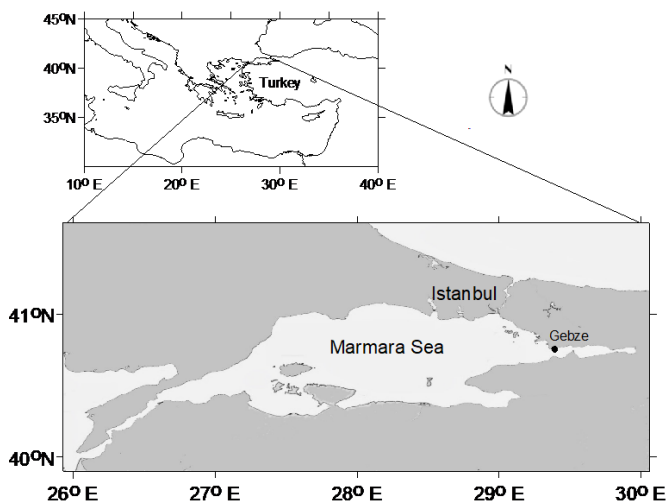 45ºN
40ºN
35ºN
Turkey
N
10º E
20º E
30º E
40º E
41ºN
40ºN
Istanbul
Gebze
Marmara Sea
26º E
27º E
28º E
29º E
30º E